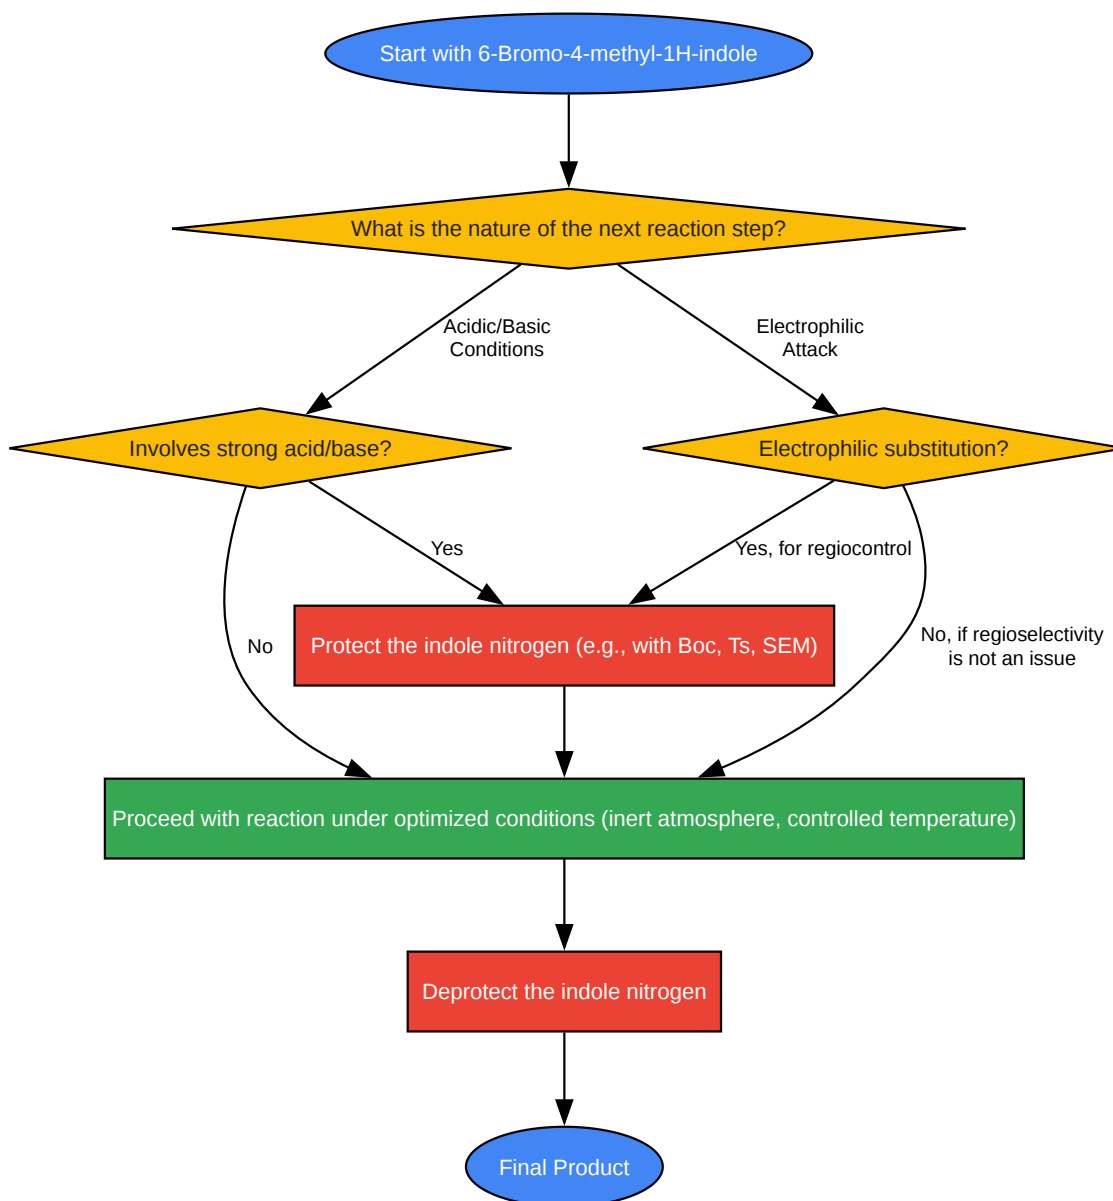 Start with 6-Bromo-4-methyl-1H-indole
What is the nature of the next reaction step?
Acidic/Basic
Conditions
Electrophilic
Attack
Involves strong acid/base?
Electrophilic substitution?
Yes
Yes, for regiocontrol
No
Protect the indole nitrogen (e.g., with Boc, Ts, SEM)
No, if regioselectivity
is not an issue
Proceed with reaction under optimized conditions (inert atmosphere, controlled temperature)
Deprotect the indole nitrogen
Final Product